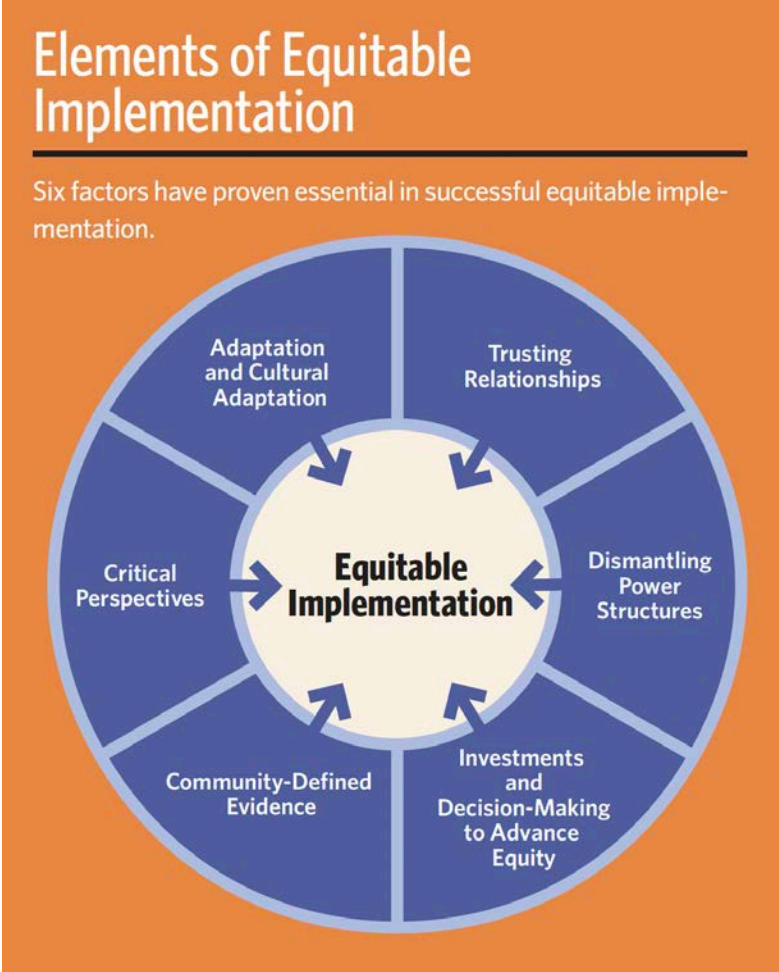 Elements of Equitable
Implementation
Six factors have proven essential in successful equitable imple-
mentation.
Adaptation
and Cultural
Adaptation
Trusting
Relationships
Critical
Perspectives
Equitable
Implementation
Dismantling
Power
Structures
Community-Defined
Evidence
Investments
and
Decision-Making
to Advance
Equity